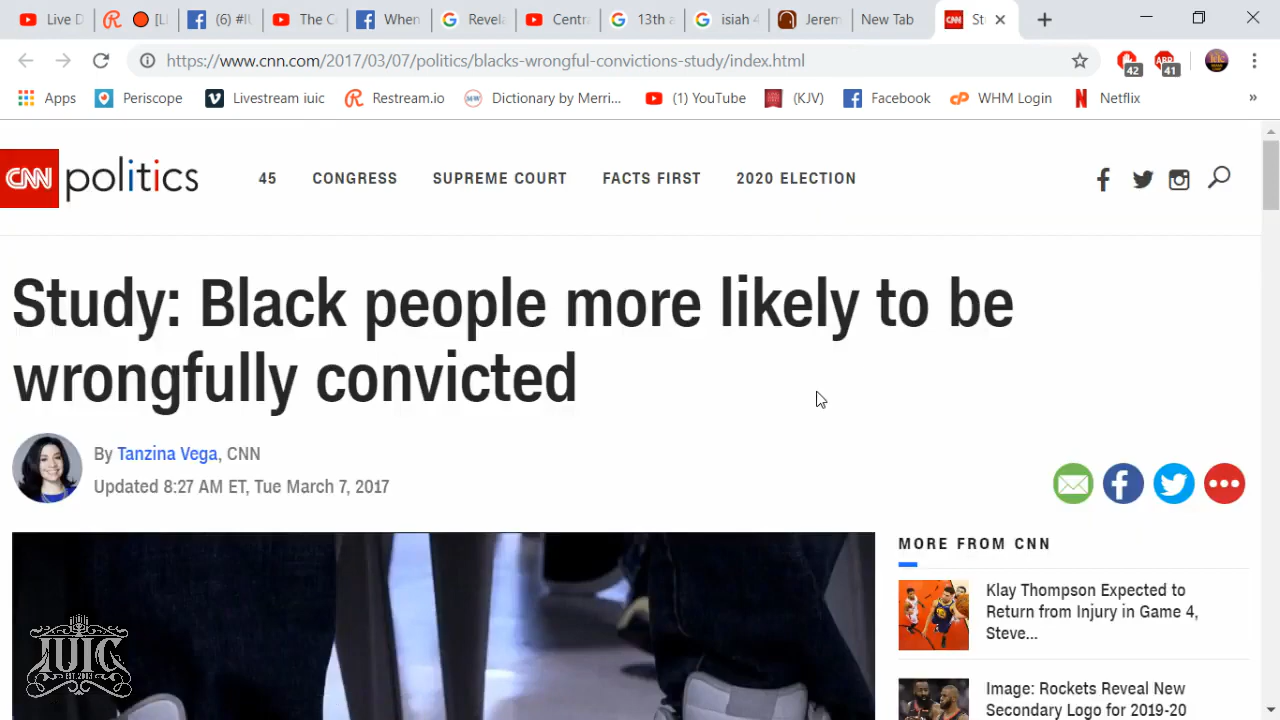 Live D
[LI
(6) #IU
The C
When
Revela
Centr
13th a
isiah 4
Jerem
New Tab
St
https://www.cnn.com/2017/03/07/politics/blacks-wrongful-convictions-study/index.html
42
ABP
41
Apps
Periscope
Livestream iuic
Restream.io
Dictionary by Merri...
(1) YouTube
(KJV)
Facebook
WHM Login
Netflix
»
CNN politics
45
CONGRESS
SUPREME COURT
FACTS FIRST
2020 ELECTION
Study: Black people more likely to be
wrongfully convicted
By Tanzina Vega, CNN
Updated 8:27 AM ET, Tue March 7, 2017
MORE FROM CNN
Klay Thompson Expected to
Return from Injury in Game 4,
Steve...
Image: Rockets Reveal New
Secondary Logo for 2019-20
IUIC
EST.2003